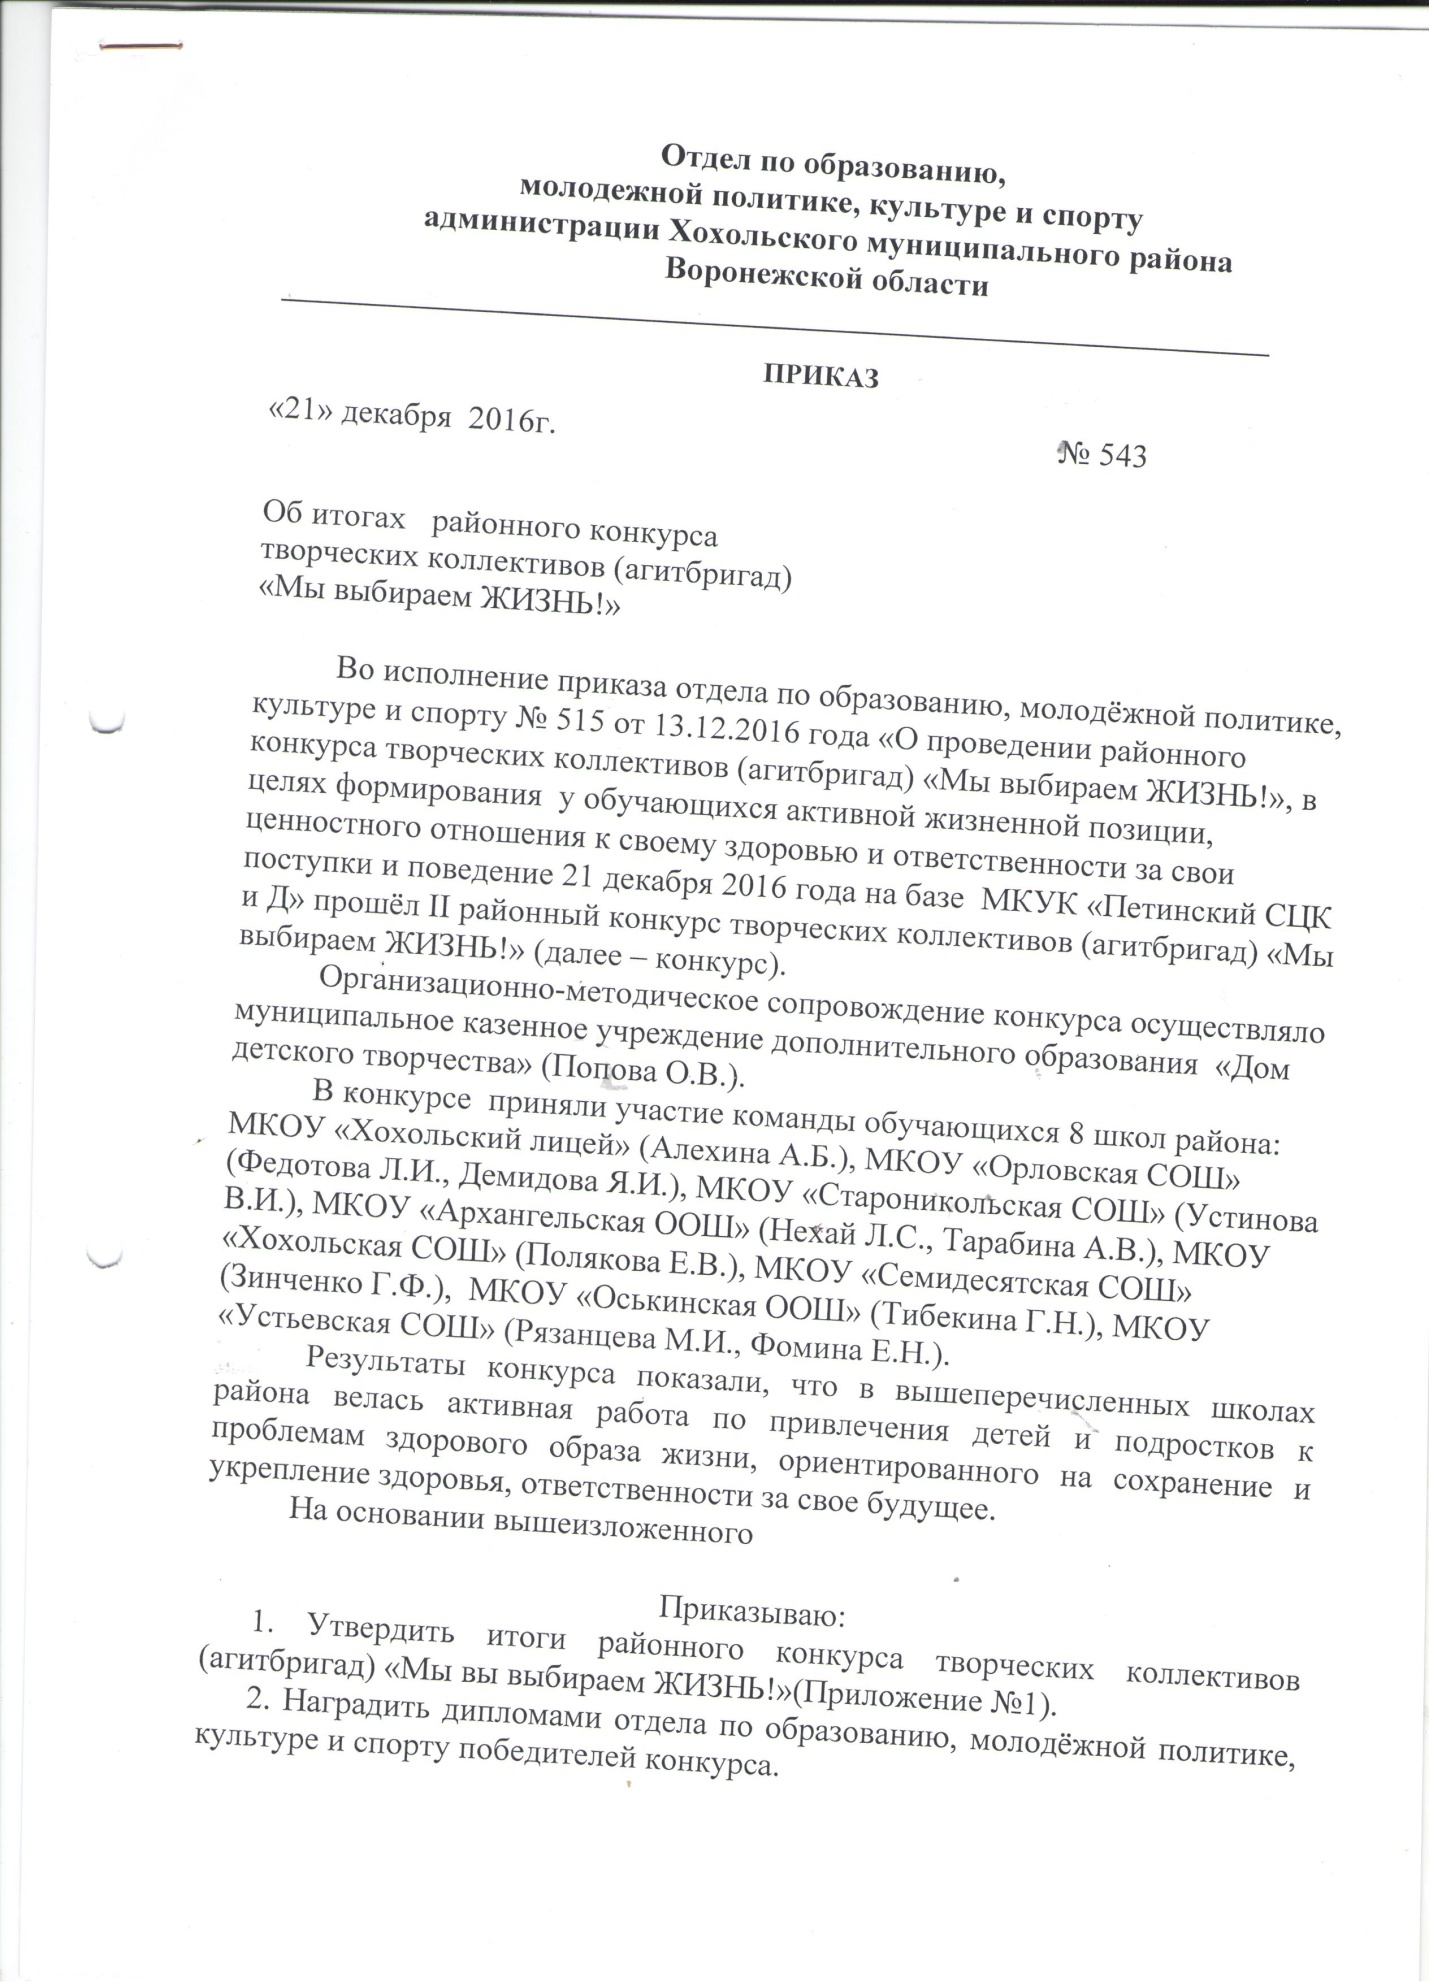 Отдел по образованию,
молодежной политике, культуре и спорту
администрации Хохольского муниципального района
Воронежской области
ПРИКАЗ
«21» декабря 2016г.
№ 543
Об итогах районного конкурса
творческих коллективов (агитбригад)
«Мы выбираем ЖИЗНЬ!»
Во исполнение приказа отдела по образованию, молодёжной политике,
культуре и спорту № 515 от 13.12.2016 года «О проведении районного
конкурса творческих коллективов (агитбригад) «Мы выбираем ЖИЗНЬ!», в
целях формирования у обучающихся активной жизненной позиции,
ценностного отношения к своему здоровью и ответственности за свои
поступки и поведение 21 декабря 2016 года на базе МКУК «Петинский СЦК
и Д» прошёл II районный конкурс творческих коллективов (агитбригад) «Мы
выбираем ЖИЗНЬ!» (далее – конкурс).
Организационно-методическое сопровождение конкурса осуществляло
муниципальное казенное учреждение дополнительного образования «Дом
детского творчества» (Попова О.В.).
В конкурсе приняли участие команды обучающихся 8 школ района:
МКОУ «Хохольский лицей» (Алехина А.Б.), МКОУ «Орловская СОШ»
(Федотова Л.И., Демидова Я.И.), МКОУ «Староникольская СОШ» (Устинова
В.И.), МКОУ «Архангельская ООШ» (Нехай Л.С., Тарабина А.В.), МКОУ
«Хохольская СОШ» (Полякова Е.В.), МКОУ «Семидесятская СОШ»
(Зинченко Г.Ф.), МКОУ «Оськинская ООШ» (Тибекина Г.Н.), МКОУ
«Устьевская СОШ» (Рязанцева М.И., Фомина Е.Н.).
Результаты конкурса показали, что в вышеперечисленных школах
района велась активная работа по привлечения детей и подростков к
проблемам здорового образа жизни, ориентированного на сохранение и
укрепление здоровья, ответственности за свое будущее.
На основании вышеизложенного
Приказываю:
1. Утвердить итоги районного конкурса творческих коллективов
(агитбригад) «Мы вы выбираем ЖИЗНЬ!»(Приложение №1).
2. Наградить дипломами отдела по образованию, молодёжной политике,
культуре и спорту победителей конкурса.